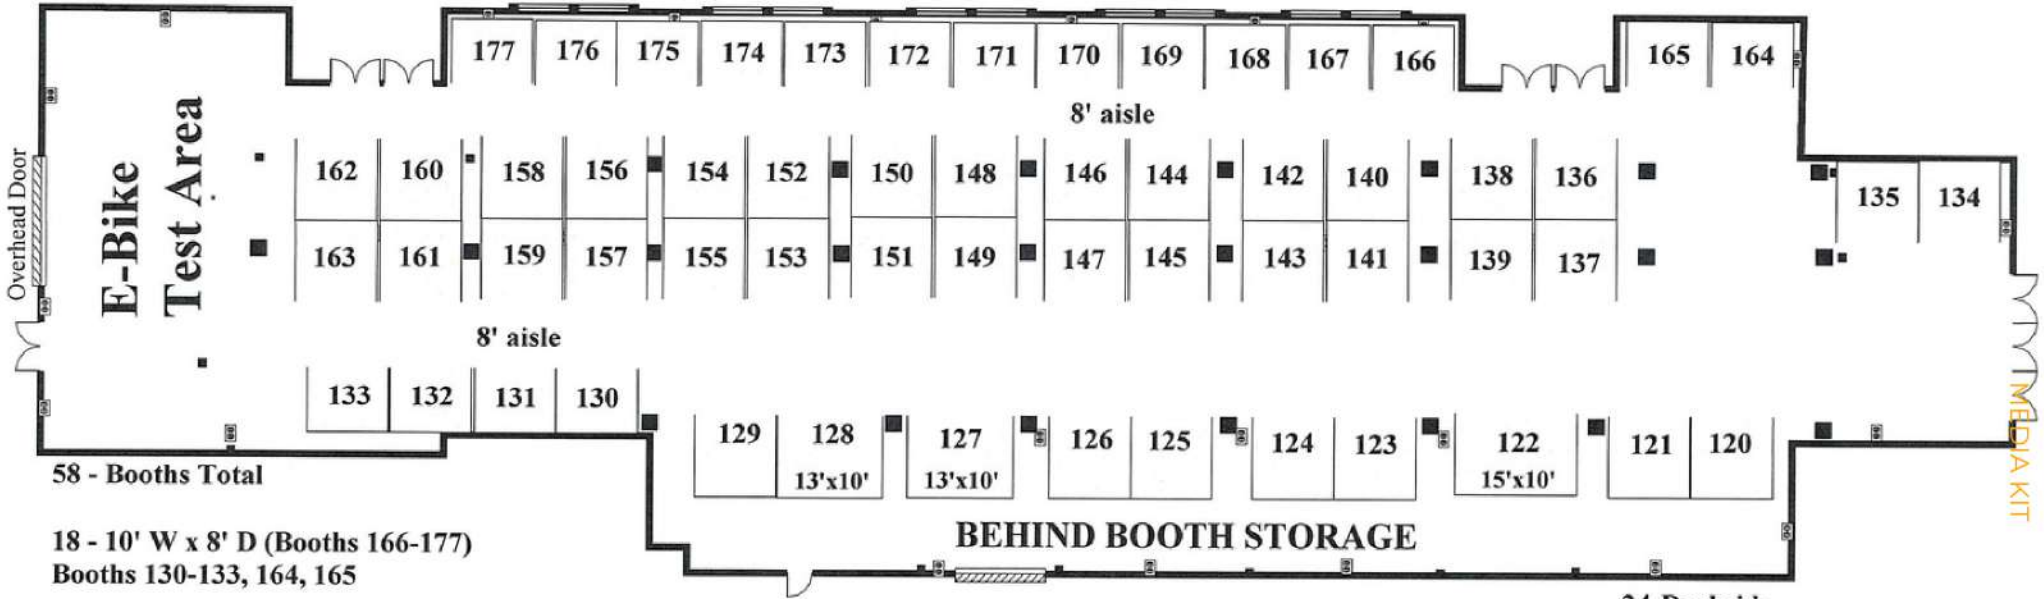 177 176 175 174 173 172 171 170 169 168 167 166 165 164
8' aisle
Overhead Door
E-Bike
Test Area
162 160 158 156 154 152 150 148 146 144 142 140 138 136 135 134
163 161 159 157 155 153 151 149 147 145 143 141 139 137
8' aisle
133 132 131 130
129 128 127 126 125 124 123 122 121 120
13'x10' 13'x10' 15'x10'
MEDIA KIT
58 - Booths Total
BEHIND BOOTH STORAGE
18 - 10' W x 8' D (Booths 166-177)
Booths 130-133, 164, 165